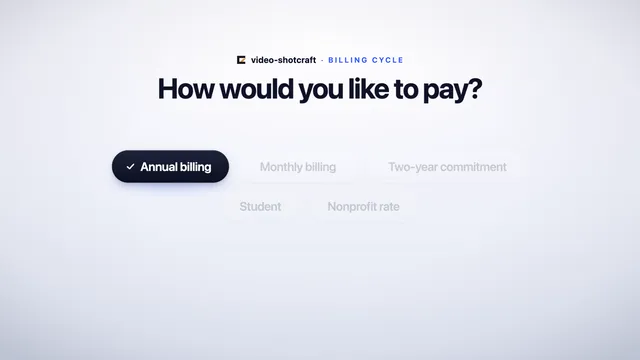 video-shotcraft · BILLING CYCLE
How would you like to pay?
Annual billing Monthly billing Two-year commitment
Student Nonprofit rate